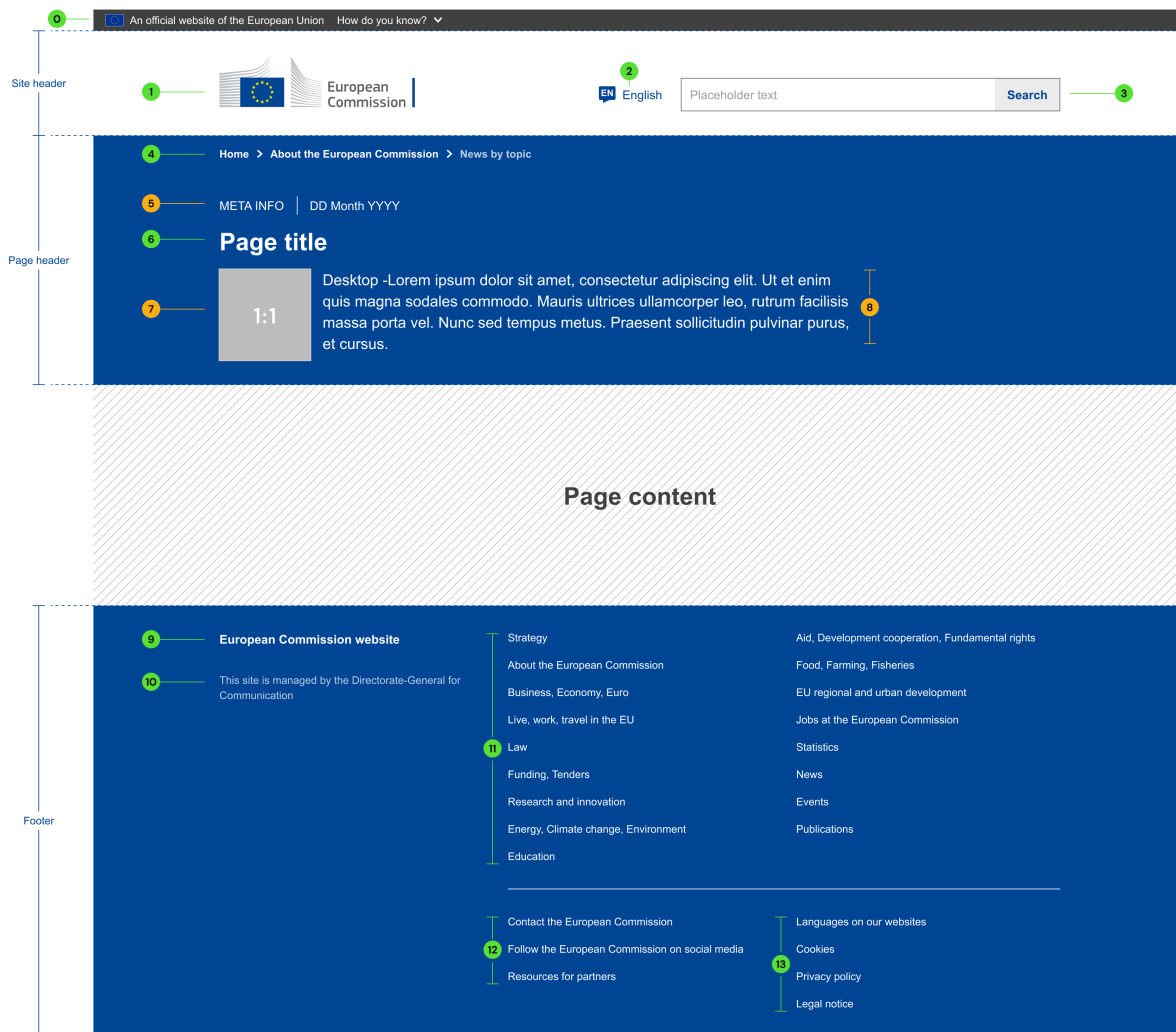 0
An official website of the European Union How do you know?
Site header
1
European
Commission
2
EN English
Placeholder text
Search
3
4
Home > About the European Commission > News by topic
5
META INFO | DD Month YYYY
Page header
6
Page title
7
1:1
Desktop -Lorem ipsum dolor sit amet, consectetur adipiscing elit. Ut et enim
quis magna sodales commodo. Mauris ultrices ullamcorper leo, rutrum facilisis
massa porta vel. Nunc sed tempus metus. Praesent sollicitudin pulvinar purus,
et cursus.
8
Page content
Footer
9
European Commission website
10
This site is managed by the Directorate-General for
Communication
11
Strategy
About the European Commission
Business, Economy, Euro
Live, work, travel in the EU
Law
Funding, Tenders
Research and innovation
Energy, Climate change, Environment
Education
Aid, Development cooperation, Fundamental rights
Food, Farming, Fisheries
EU regional and urban development
Jobs at the European Commission
Statistics
News
Events
Publications
12
Contact the European Commission
Follow the European Commission on social media
Resources for partners
13
Languages on our websites
Cookies
Privacy policy
Legal notice